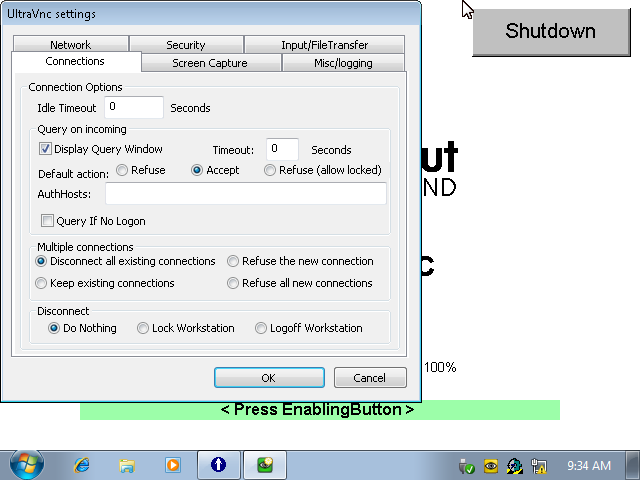 UltraVnc settings
Shutdown
Network Security Input/FileTransfer
Connections Screen Capture Misc/logging
Connection Options
Idle Timeout 0 Seconds
Query on incoming
Display Query Window Timeout: 0 Seconds
Default action: Refuse Accept Refuse (allow locked)
AuthHosts:
Query If No Logon
Multiple connections
Disconnect all existing connections Refuse the new connection
Keep existing connections Refuse all new connections
Disconnect
Do Nothing Lock Workstation Logoff Workstation
OK Cancel
ut
ND
c
100%
< Press EnablingButton >
9:34 AM